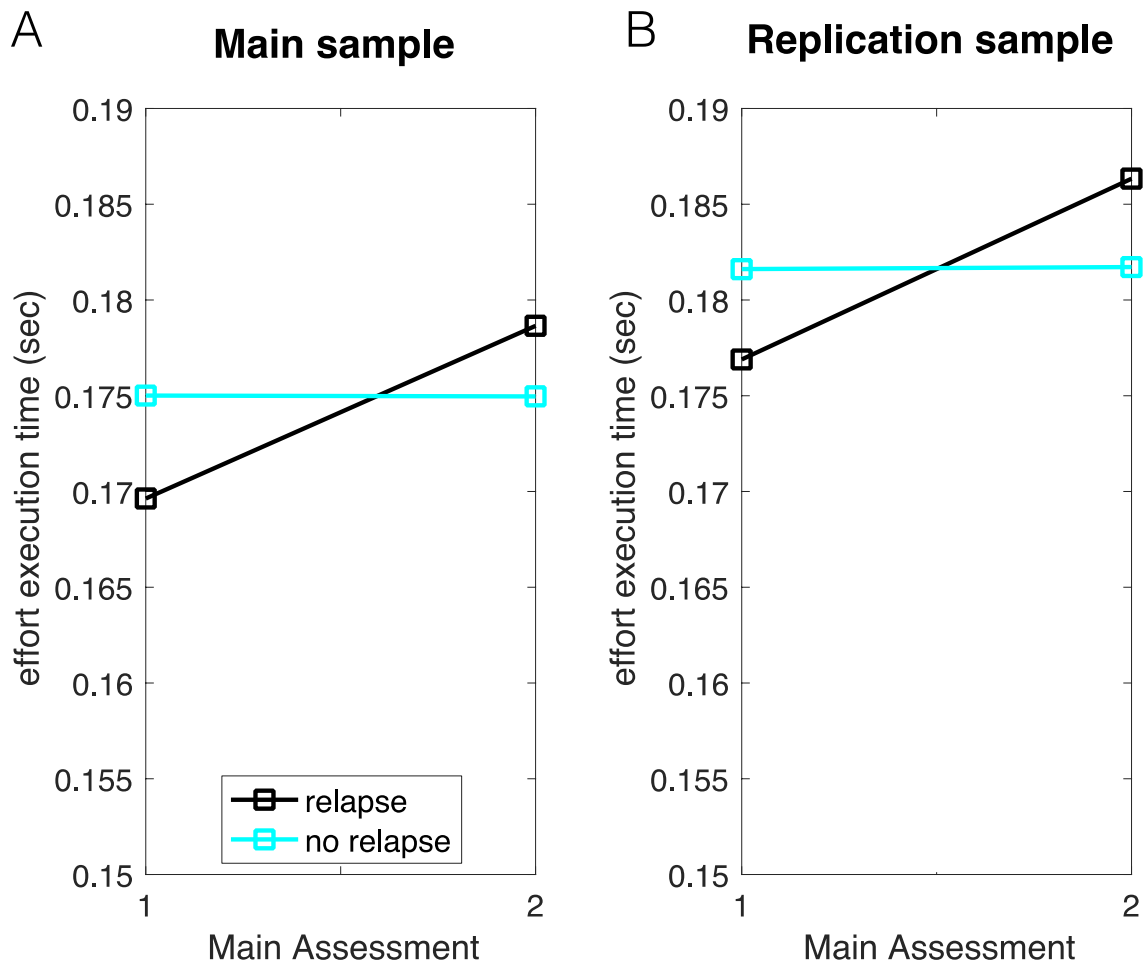 A
Main sample
0.19
0.185
0.18
0.175
0.17
0.165
0.16
0.155
0.15
effort execution time (sec)
relapse
no relapse
1
2
Main Assessment
B
Replication sample
0.19
0.185
0.18
0.175
0.17
0.165
0.16
0.155
0.15
effort execution time (sec)
1
2
Main Assessment